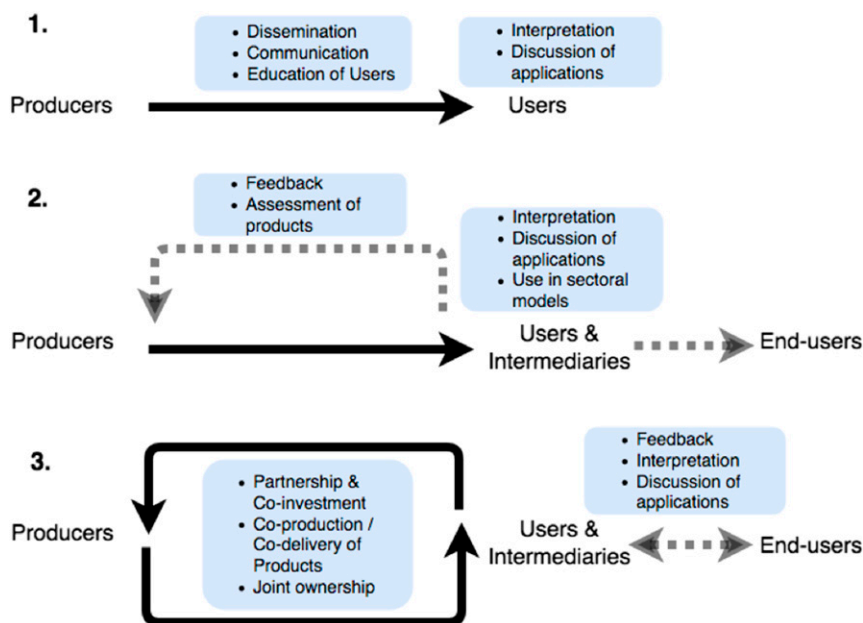 1.
• Dissemination
• Communication
• Education of Users
• Interpretation
• Discussion of
applications
Producers
Users
2.
• Feedback
• Assessment of
products
• Interpretation
• Discussion of
applications
• Use in sectoral
models
Producers
Users &
Intermediaries
End-users
3.
• Partnership &
Co-investment
• Co-production /
Co-delivery of
Products
• Joint ownership
• Feedback
• Interpretation
• Discussion of
applications
Producers
Users &
Intermediaries
End-users